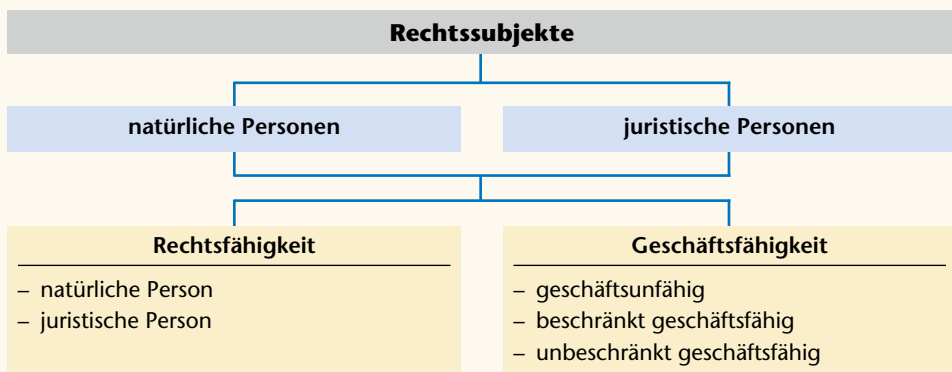 Rechtssubjekte
natürliche Personen
juristische Personen
Rechtsfähigkeit
– natürliche Person
– juristische Person
Geschäftsfähigkeit
– geschäftsunfähig
– beschränkt geschäftsfähig
– unbeschränkt geschäftsfähig